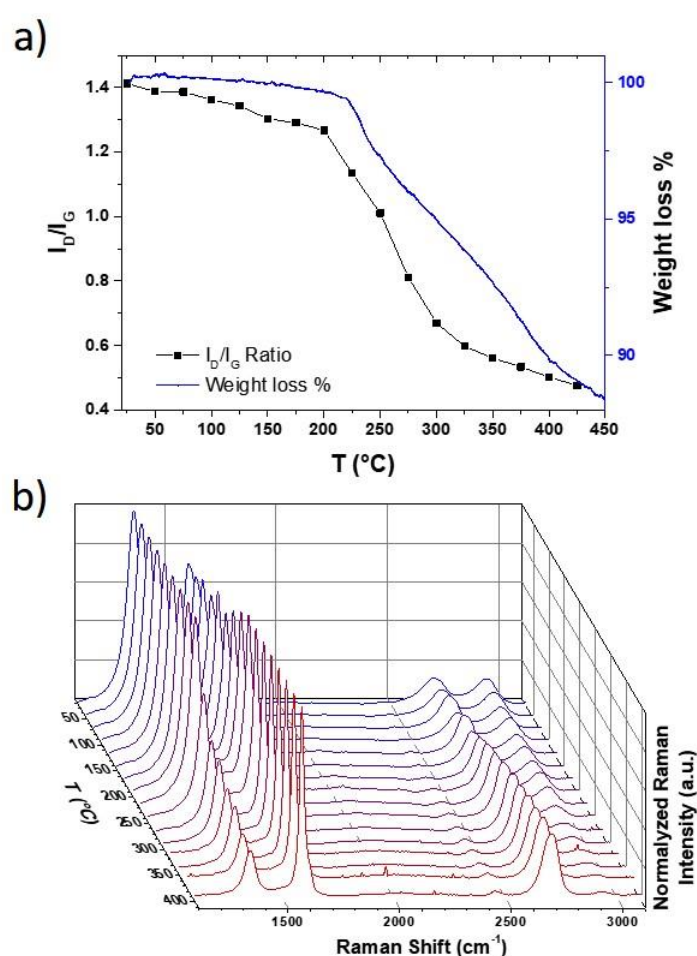 a)
1.4
1.2
1.0
0.8
0.6
0.4
I_D/I_G
100
95
90
Weight loss %
I_D/I_G Ratio
Weight loss %
50 100 150 200 250 300 350 400 450
T (°C)
b)
50
100
150
200
250
300
350
400
T (°C)
1500 2000 2500 3000
Raman Shift (cm⁻¹)
Normalyzed Raman
Intensity (a.u.)